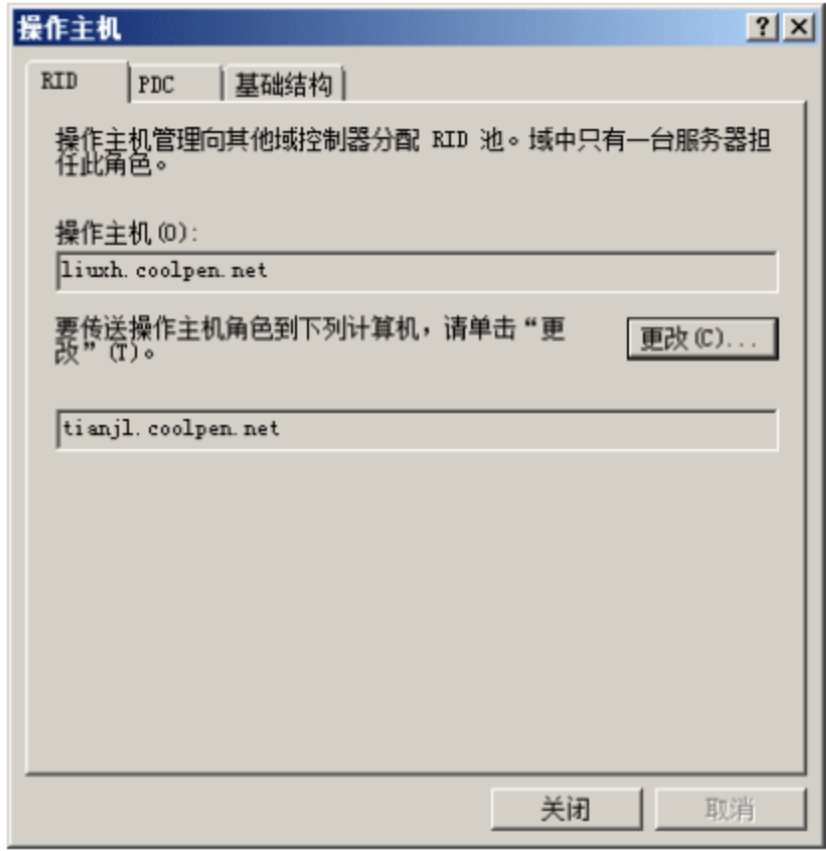 操作主机
RID
PDC
基础结构
操作主机管理向其他域控制器分配 RID 池。域中只有一台服务器担
任此角色。
操作主机(O):
liuxh.coolpen.net
要传送操作主机角色到下列计算机，请单击“更
改”(T)。
更改(C)...
tianjl.coolpen.net
关闭
取消